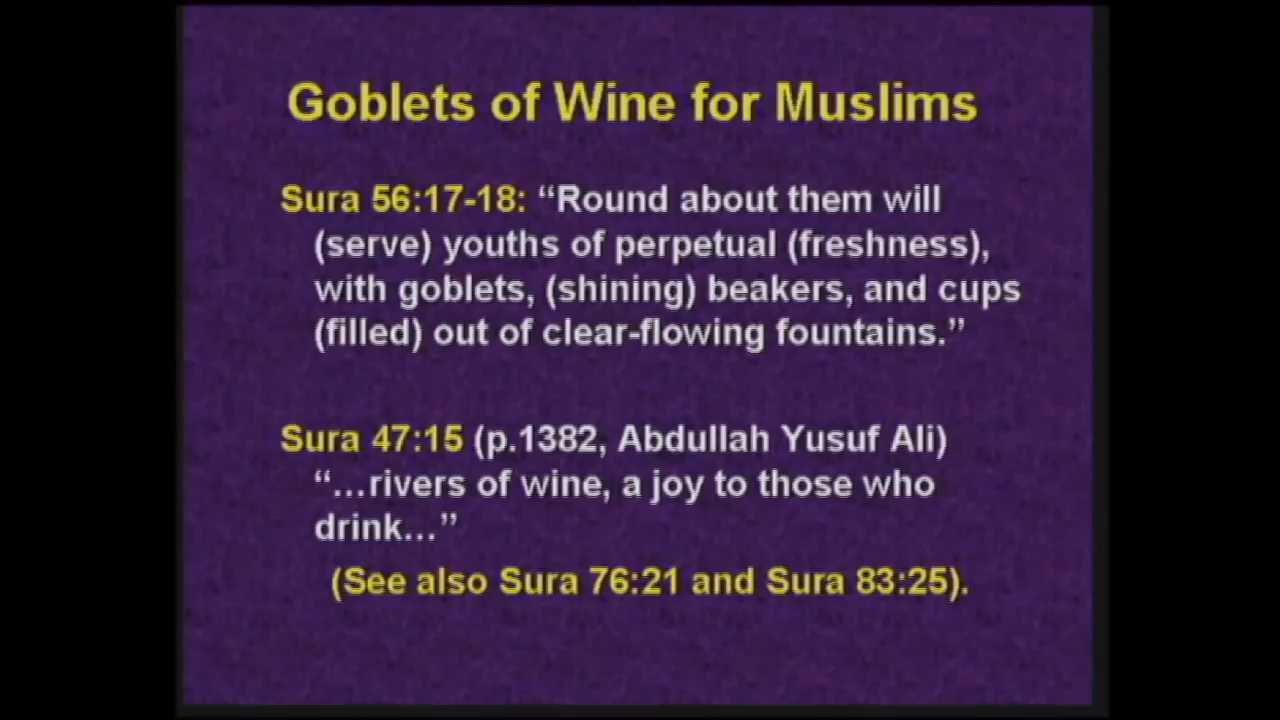 Goblets of Wine for Muslims
Sura 56:17-18: “Round about them will
(serve) youths of perpetual (freshness),
with goblets, (shining) beakers, and cups
(filled) out of clear-flowing fountains.”
Sura 47:15 (p.1382, Abdullah Yusuf Ali)
“...rivers of wine, a joy to those who
drink...”
(See also Sura 76:21 and Sura 83:25).